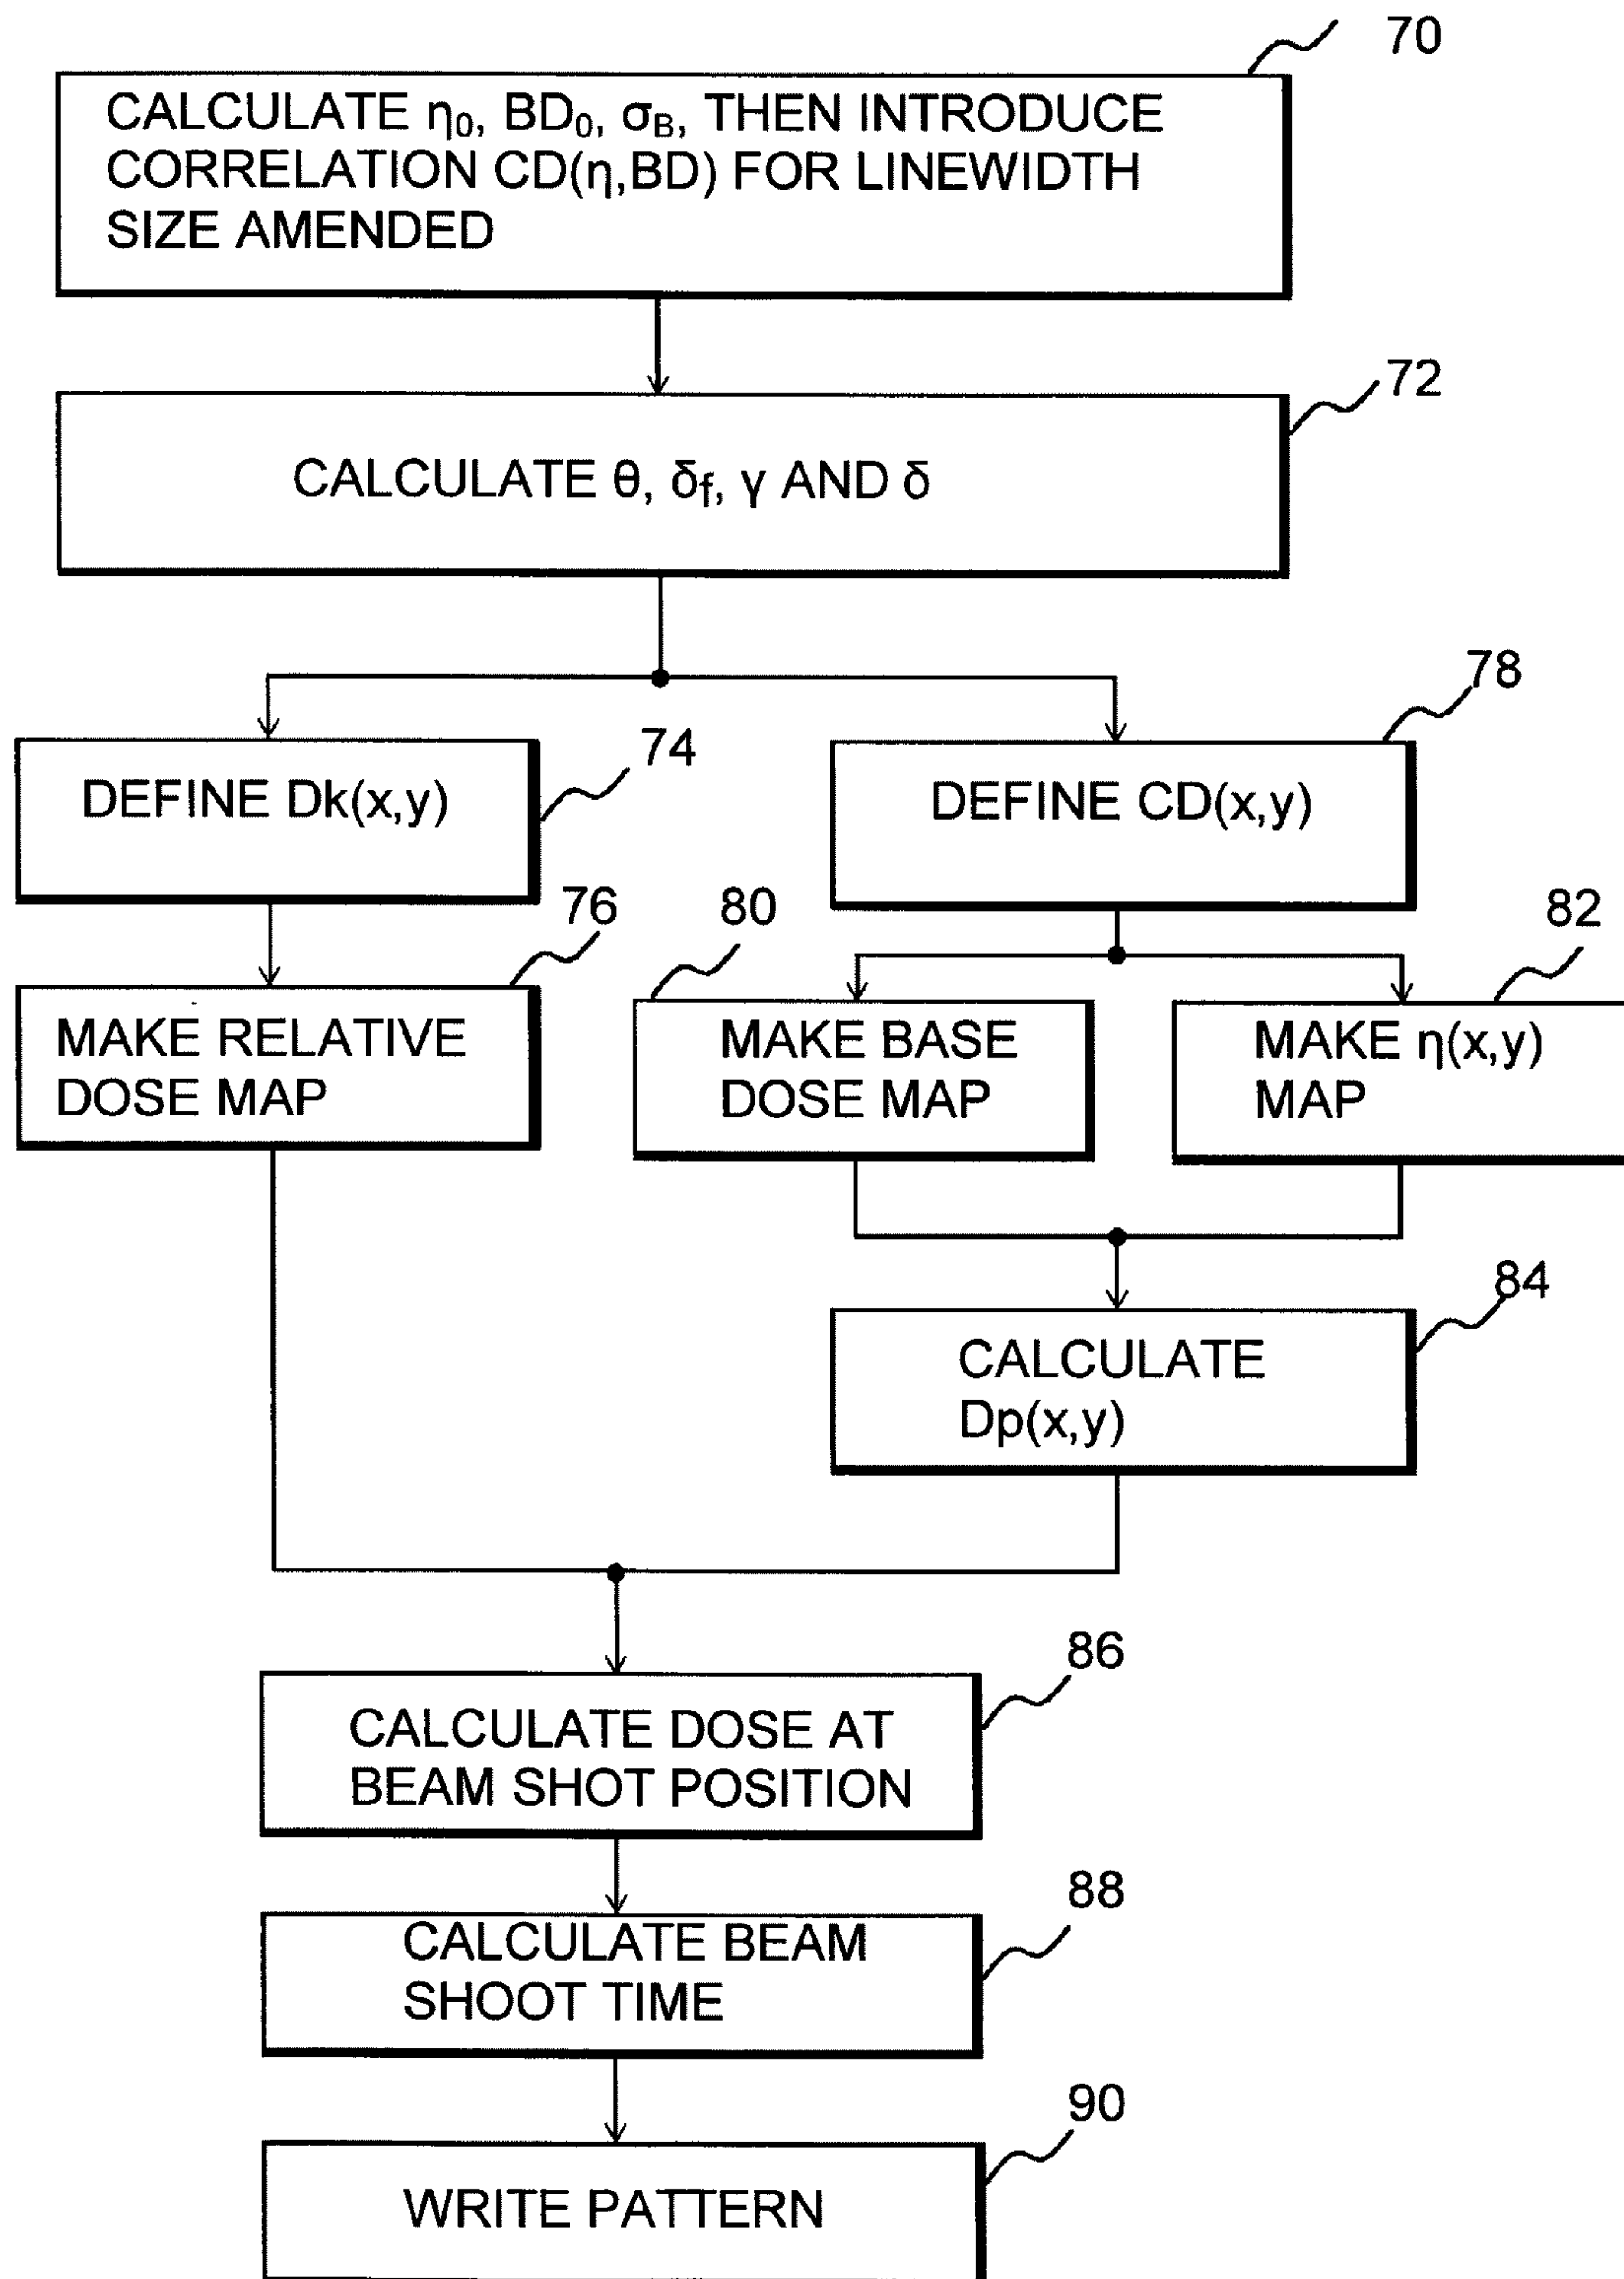 70
CALCULATE η₀, BD₀, σ_B, THEN INTRODUCE
CORRELATION CD(η,BD) FOR LINEWIDTH
SIZE AMENDED
72
CALCULATE θ, δ_f, γ AND δ
74
DEFINE Dk(x,y)
78
DEFINE CD(x,y)
76
MAKE RELATIVE
DOSE MAP
80
MAKE BASE
DOSE MAP
82
MAKE η(x,y)
MAP
84
CALCULATE
Dp(x,y)
86
CALCULATE DOSE AT
BEAM SHOT POSITION
88
CALCULATE BEAM
SHOOT TIME
90
WRITE PATTERN